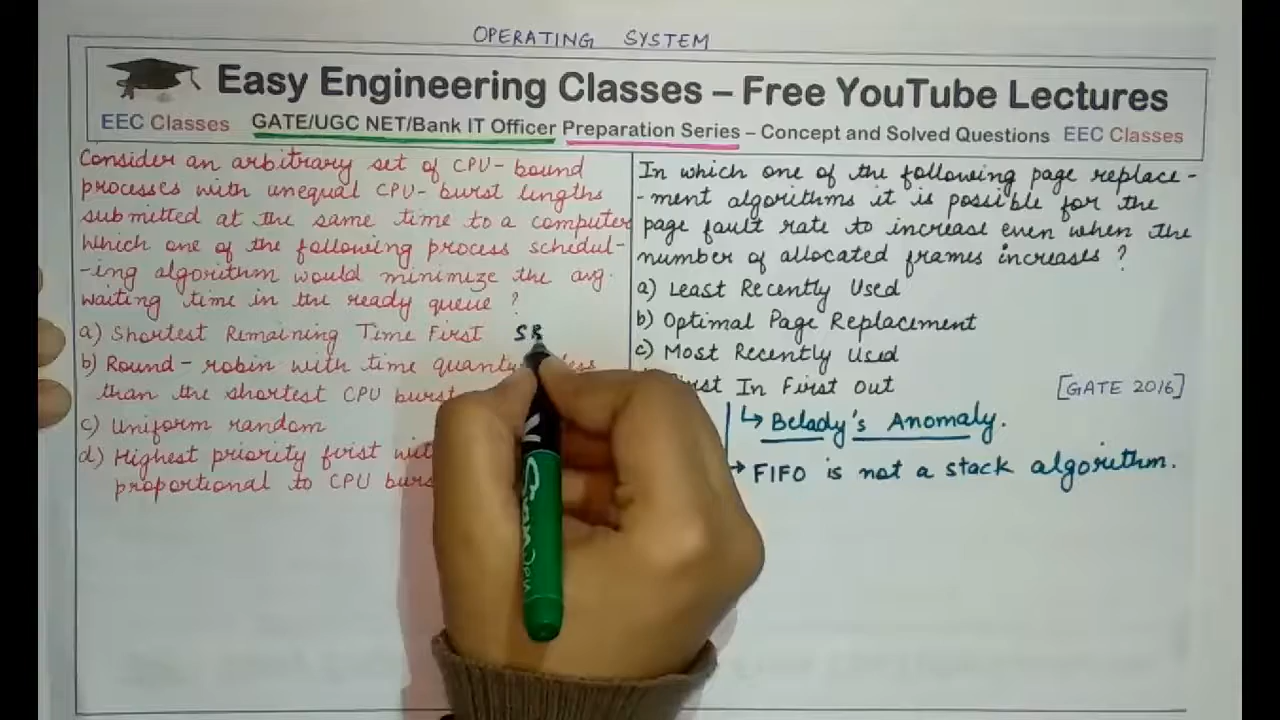 OPERATING SYSTEM
Easy Engineering Classes – Free YouTube Lectures
EEC Classes GATE/UGC NET/Bank IT Officer Preparation Series – Concept and Solved Questions EEC Classes
Consider an arbitrary set of CPU-bound
processes with unequal CPU-burst lengths
submitted at the same time to a computer
Which one of the following process schedul-
-ing algorithm would minimize the avg.
waiting time in the ready queue ?
a) Shortest Remaining Time First SR
b) Round-robin with time
than the shortest CPU burst
c) Uniform random
d) Highest priority first
proportional to CPU
In which one of the following page replace-
-ment algorithms it is possible for the
page fault rate to increase even when the
number of allocated frames increases ?
a) Least Recently Used
b) Optimal Page Replacement
c) Most Recently Used
In First Out [GATE 2016]
↳ Belady's Anomaly.
→ FIFO is not a stack algorithm.